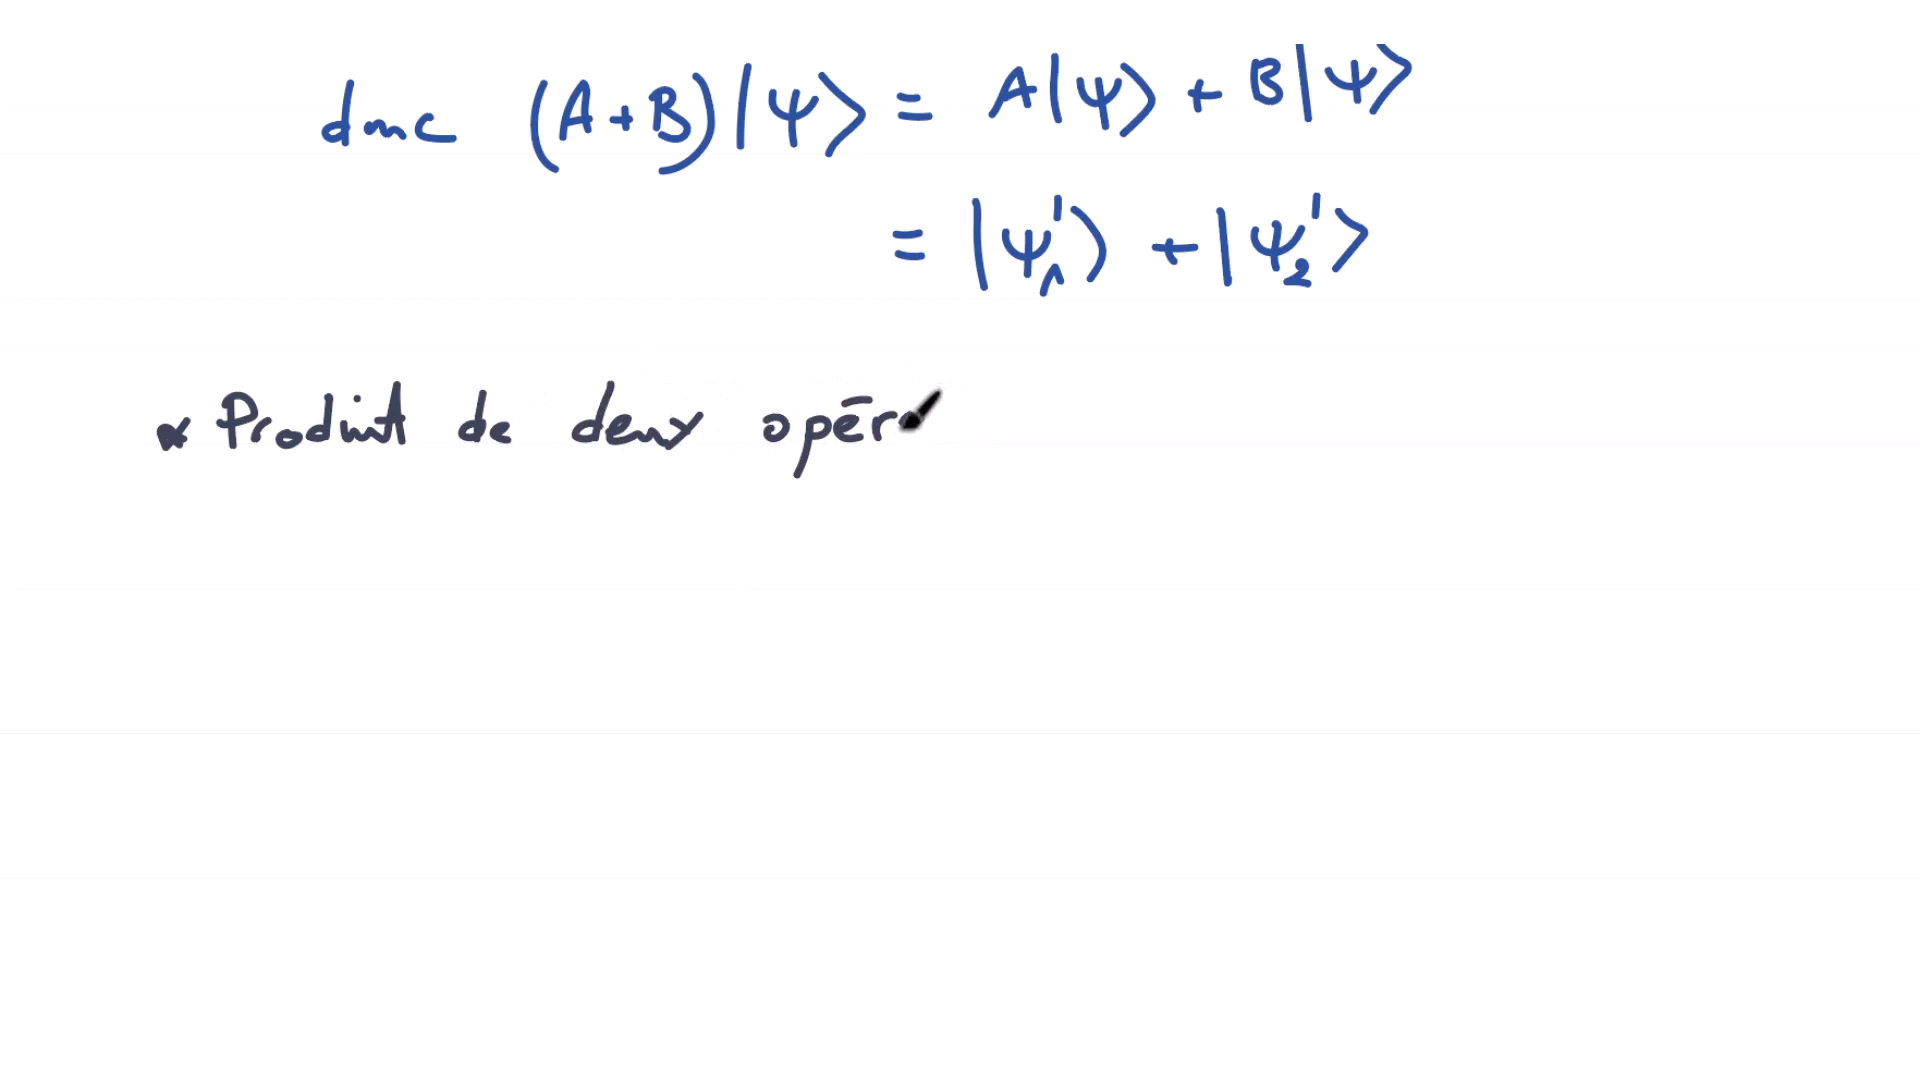 donc (A+B)|ψ⟩ = A|ψ⟩ + B|ψ⟩
= |ψ'₁⟩ + |ψ'₂⟩
* Produit de deux opér